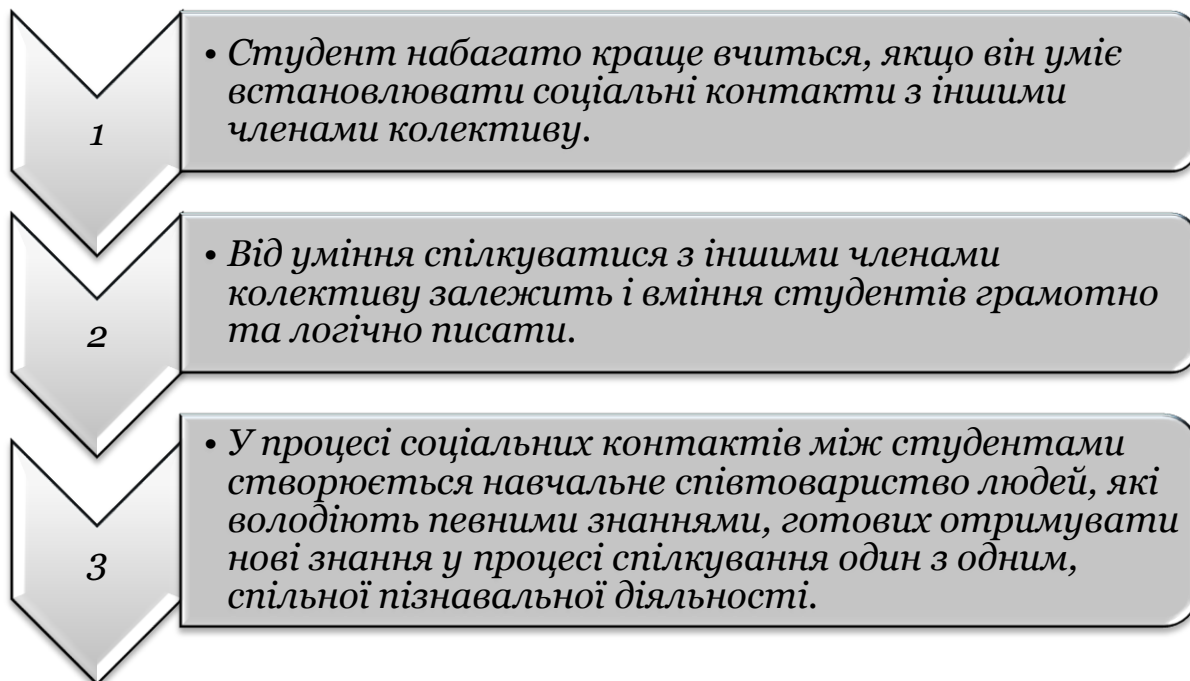 1
• Студент набагато краще вчиться, якщо він уміє
встановлювати соціальні контакти з іншими
членами колективу.
2
• Від уміння спілкуватися з іншими членами
колективу залежить і вміння студентів грамотно
та логічно писати.
3
• У процесі соціальних контактів між студентами
створюється навчальне співтовариство людей, які
володіють певними знаннями, готових отримувати
нові знання у процесі спілкування один з одним,
спільної пізнавальної діяльності.